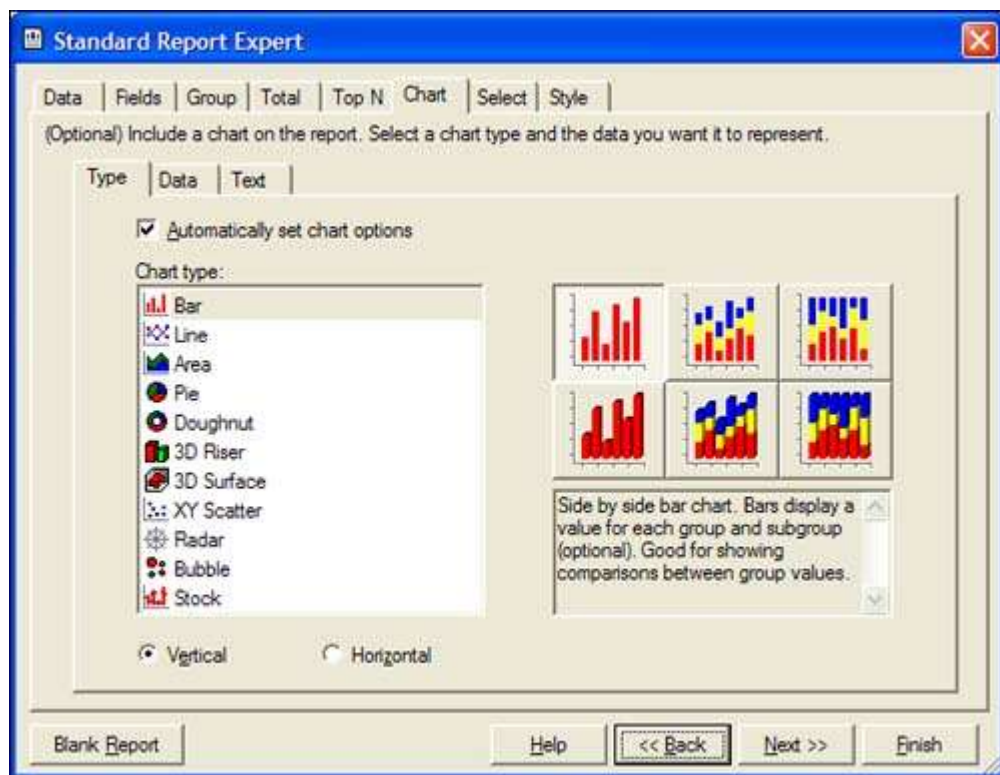 Standard Report Expert
Data Fields Group Total Top N Chart Select Style
(Optional) Include a chart on the report. Select a chart type and the data you want it to represent.
Type Data Text
Automatically set chart options
Chart type:
Bar
Line
Area
Pie
Doughnut
3D Riser
3D Surface
XY Scatter
Radar
Bubble
Stock
Side by side bar chart. Bars display a
value for each group and subgroup
(optional). Good for showing
comparisons between group values.
Vertical Horizontal
Blank Report Help << Back Next >> Finish